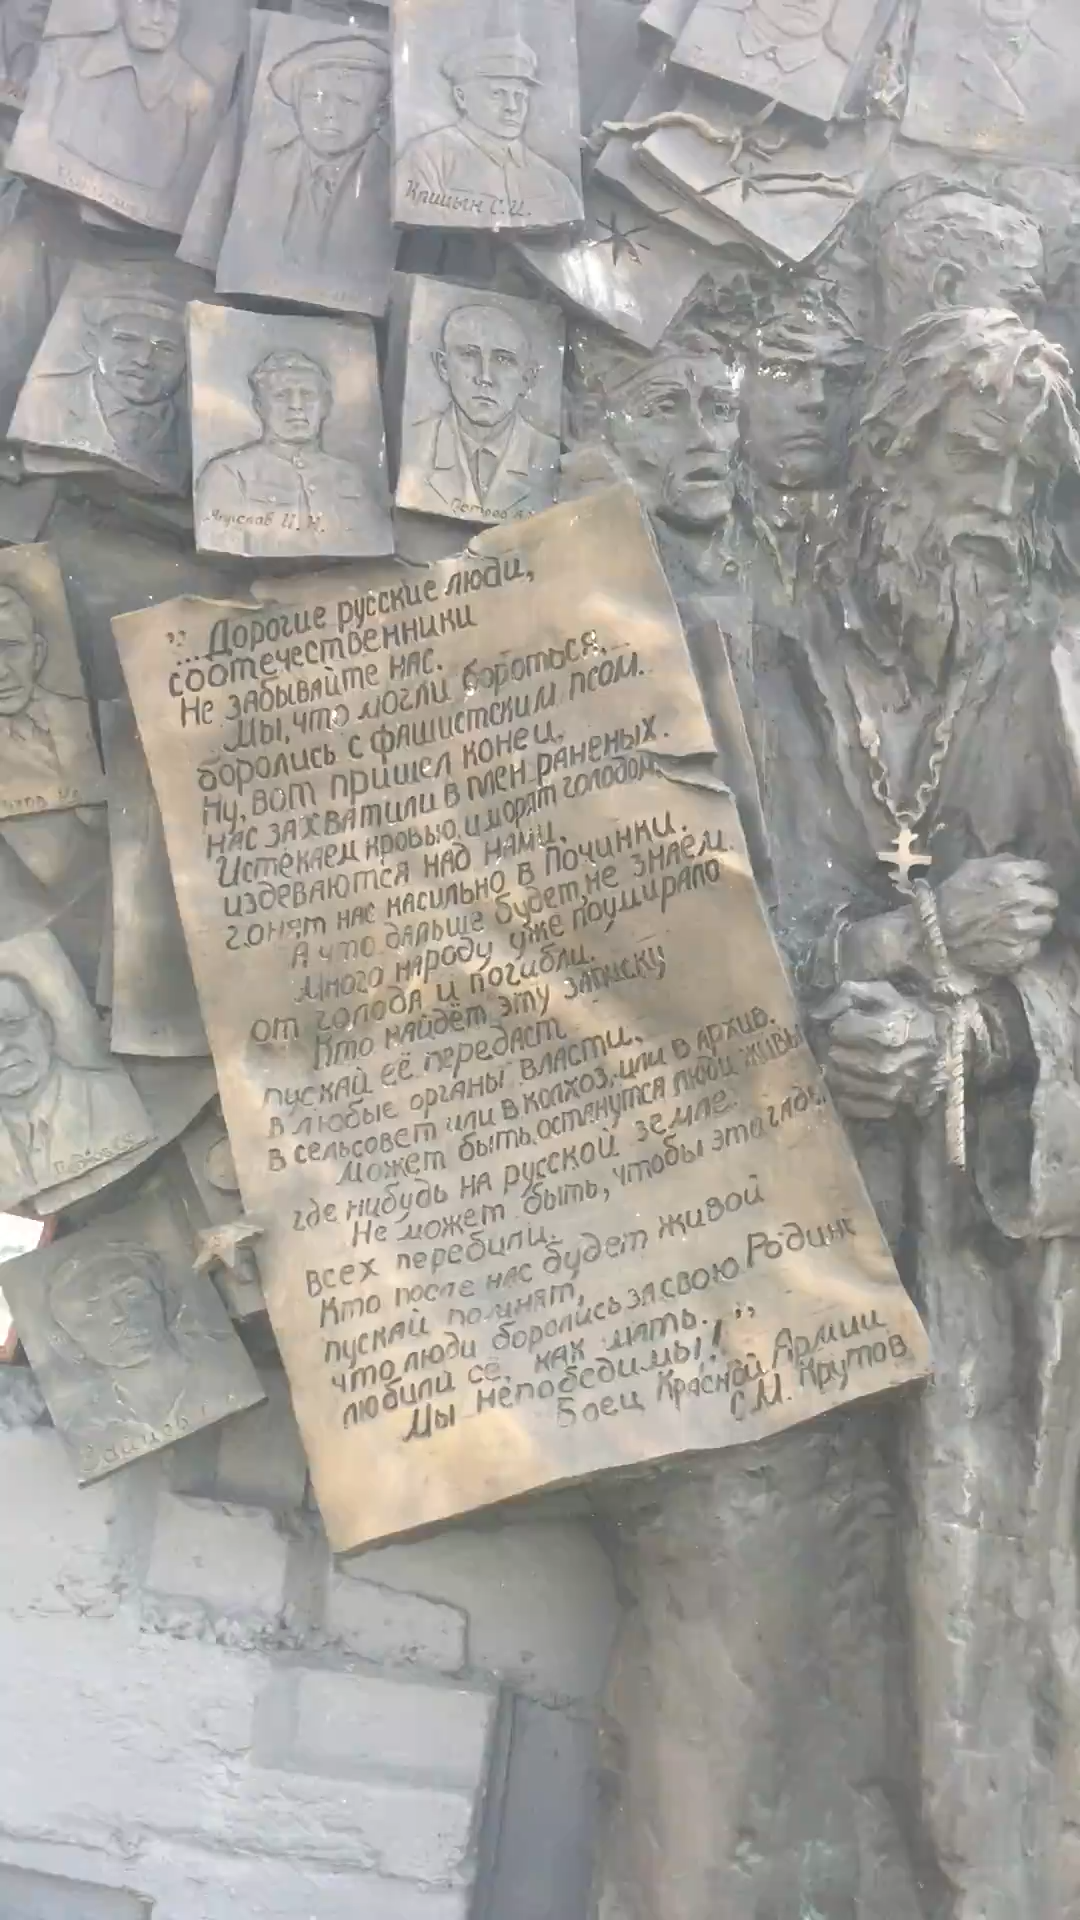 Крицын С.И.
И.Н.
Петров А.
„...Дорогие русские люди,
соотечественники
Не забывайте нас.
Мы, что могли бороться,..
боролись с фашистским псом..
Ну, вот пришел конец.
Нас захватили в плен раненых.
Истекаем кровью и морят голодом,
издеваются над нами,
гонят нас насильно в Починки.
А что дальше будет, не знаем.
Много народу уже поумирало
от голода и погибли.
Кто найдёт эту записку
пускай её передаст
в любые органы власти,
в сельсовет или в колхоз, или в архив.
Может быть, останутся люди живы
где нибудь на русской земле.
Не может быть, чтобы эта гадь
всех перебили.
Кто после нас будет живой
пускай помнят,
что люди боролись за свою Родину
любили её, как мать.
Мы непобедимы!”
Боец Красной Армии
С.М. Крутов
Зайцев